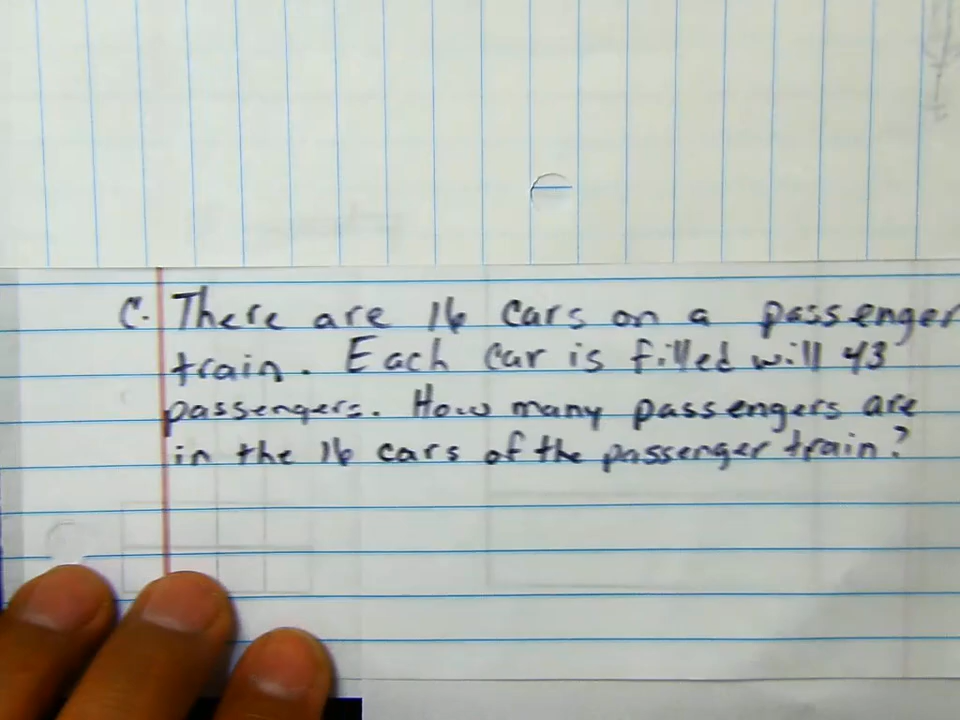 C. There are 16 cars on a passenger
train. Each car is filled will 43
passengers. How many passengers are
in the 16 cars of the passenger train?